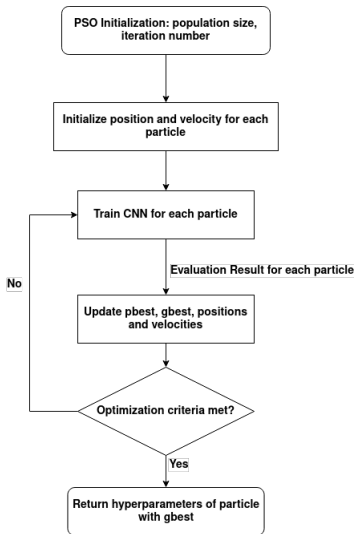 PSO Initialization: population size,
iteration number
Initialize position and velocity for each
particle
Train CNN for each particle
Evaluation Result for each particle
No
Update pbest, gbest, positions
and velocities
Optimization criteria met?
Yes
Return hyperparameters of particle
with gbest